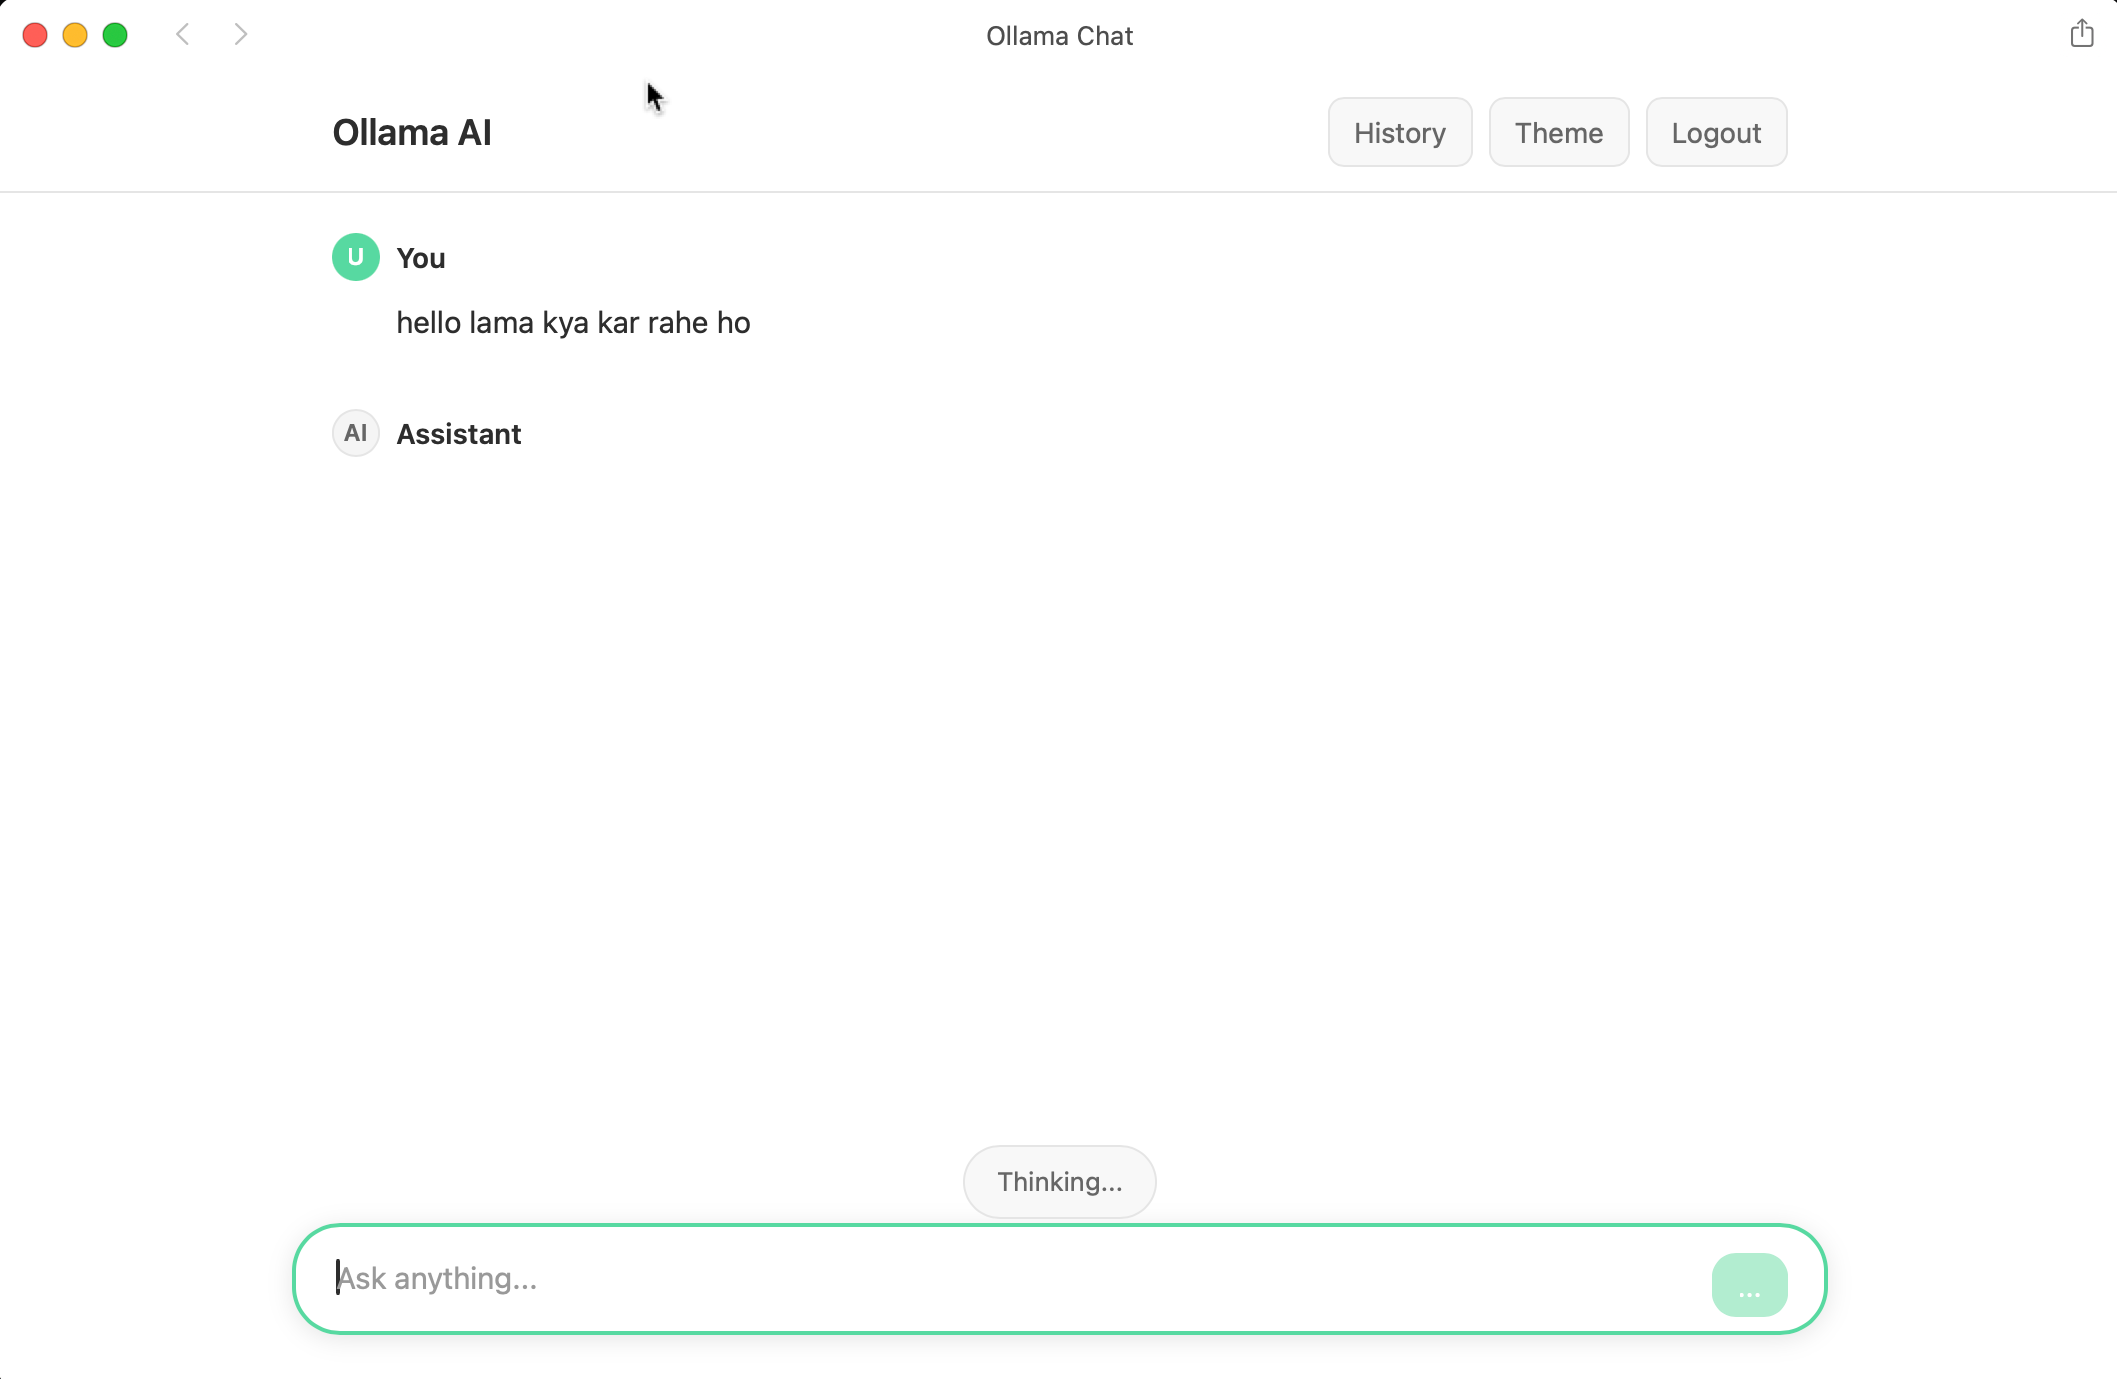 Ollama Chat
Ollama AI
History
Theme
Logout
U
You
hello lama kya kar rahe ho
AI
Assistant
Thinking...
Ask anything...
...